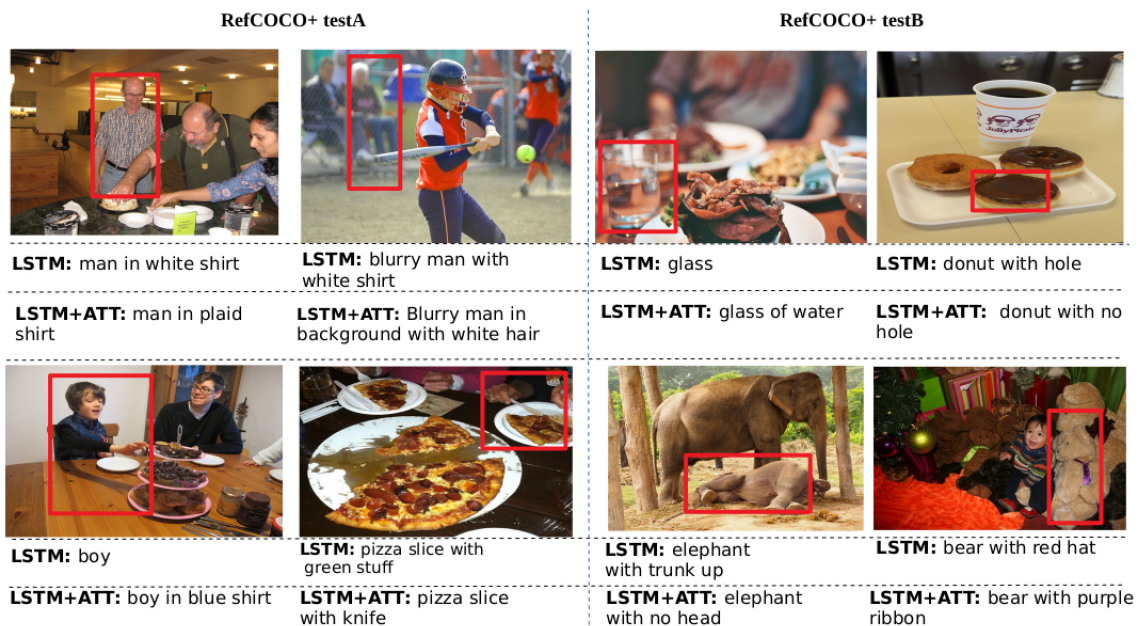 RefCOCO+ testA
RefCOCO+ testB
JollyPirate
LSTM: man in white shirt
LSTM: blurry man with
white shirt
LSTM: glass
LSTM: donut with hole
LSTM+ATT: man in plaid
shirt
LSTM+ATT: Blurry man in
background with white hair
LSTM+ATT: glass of water
LSTM+ATT: donut with no
hole
LSTM: boy
LSTM: pizza slice with
green stuff
LSTM: elephant
with trunk up
LSTM: bear with red hat
LSTM+ATT: boy in blue shirt
LSTM+ATT: pizza slice
with knife
LSTM+ATT: elephant
with no head
LSTM+ATT: bear with purple
ribbon